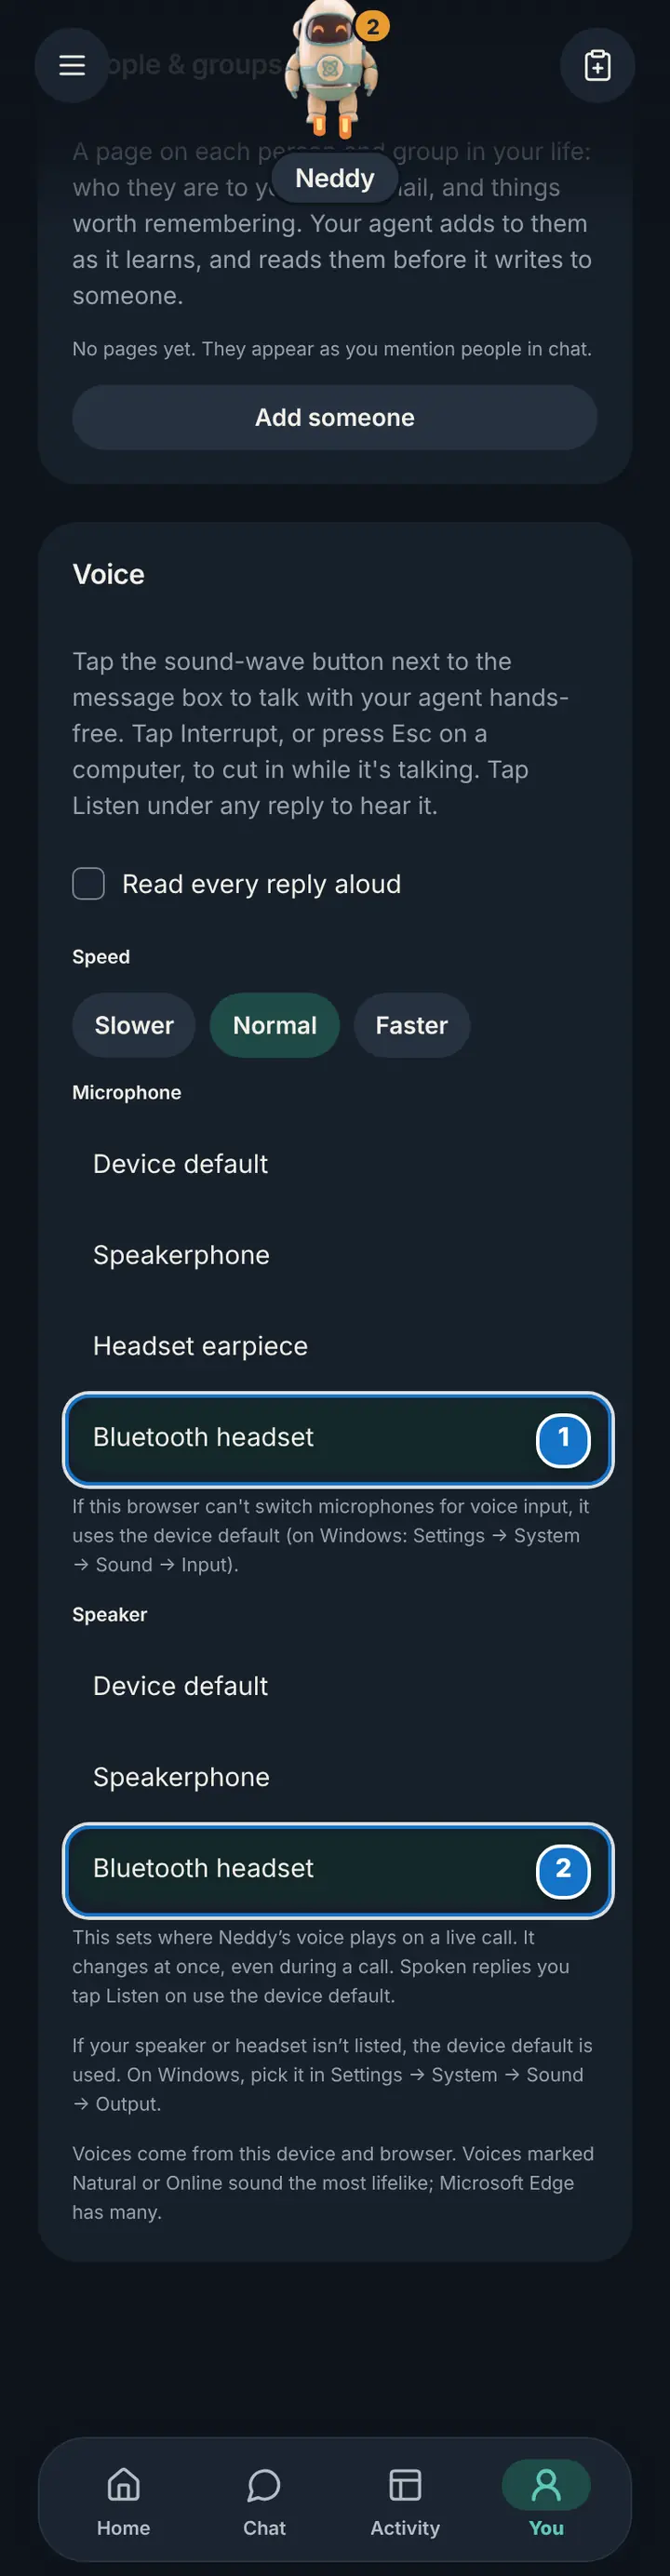 2
ople & groups
Neddy
A page on each person and group in your life:
who they are to yo ail, and things
worth remembering. Your agent adds to them
as it learns, and reads them before it writes to
someone.
No pages yet. They appear as you mention people in chat.
Add someone
Voice
Tap the sound-wave button next to the
message box to talk with your agent hands-
free. Tap Interrupt, or press Esc on a
computer, to cut in while it's talking. Tap
Listen under any reply to hear it.
Read every reply aloud
Speed
Slower Normal Faster
Microphone
Device default
Speakerphone
Headset earpiece
Bluetooth headset 1
If this browser can't switch microphones for voice input, it
uses the device default (on Windows: Settings → System
→ Sound → Input).
Speaker
Device default
Speakerphone
Bluetooth headset 2
This sets where Neddy’s voice plays on a live call. It
changes at once, even during a call. Spoken replies you
tap Listen on use the device default.
If your speaker or headset isn’t listed, the device default is
used. On Windows, pick it in Settings → System → Sound
→ Output.
Voices come from this device and browser. Voices marked
Natural or Online sound the most lifelike; Microsoft Edge
has many.
Home Chat Activity You